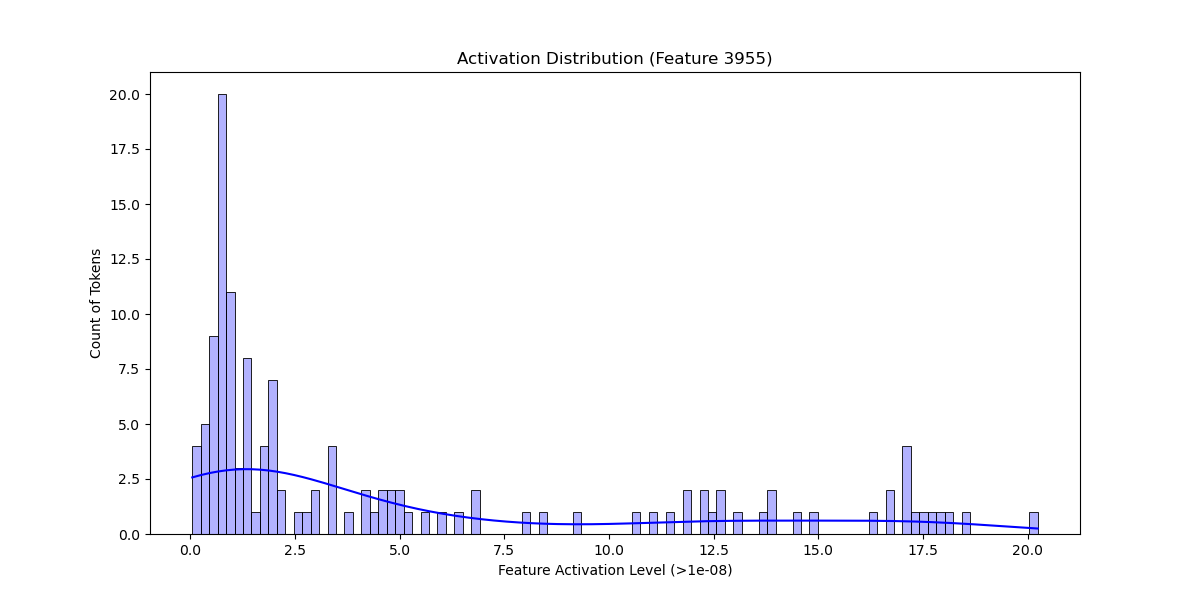 Activation Distribution (Feature 3955)
20.0
17.5
15.0
12.5
10.0
7.5
5.0
2.5
0.0
Count of Tokens
0.0 2.5 5.0 7.5 10.0 12.5 15.0 17.5 20.0
Feature Activation Level (>1e-08)